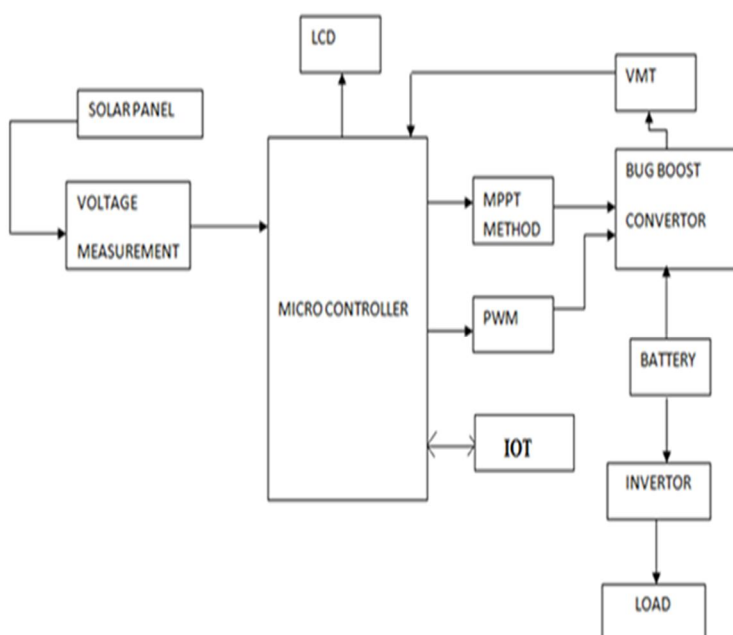 LCD
VMT
SOLAR PANEL
BUG BOOST
CONVERTOR
VOLTAGE
MEASUREMENT
MPPT
METHOD
MICRO CONTROLLER
PWM
BATTERY
IOT
INVERTOR
LOAD